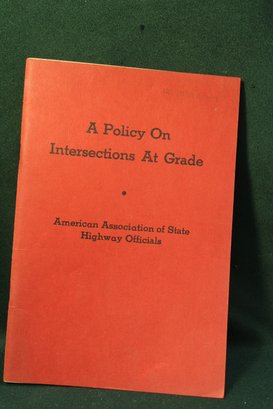 A Policy On
Intersections At Grade
American Association of State
Highway Officials